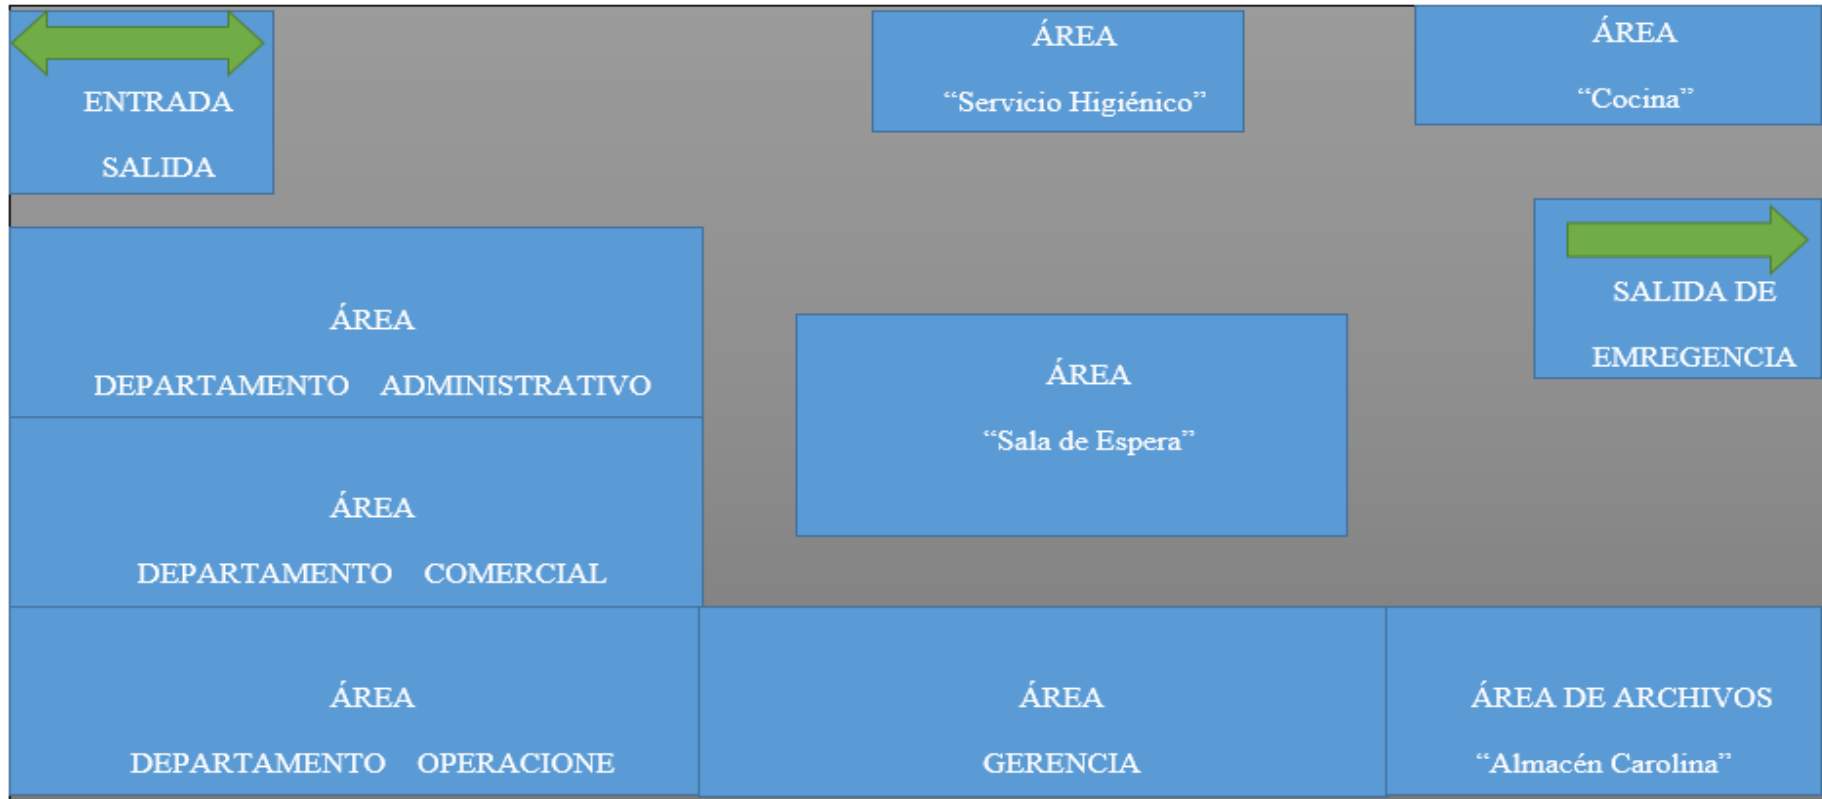 ENTRADA
SALIDA
ÁREA
“Servicio Higiénico”
ÁREA
“Cocina”
SALIDA DE
EMREGENCIA
ÁREA
DEPARTAMENTO ADMINISTRATIVO
ÁREA
“Sala de Espera”
ÁREA
DEPARTAMENTO COMERCIAL
ÁREA
DEPARTAMENTO OPERACIONE
ÁREA
GERENCIA
ÁREA DE ARCHIVOS
“Almacén Carolina”